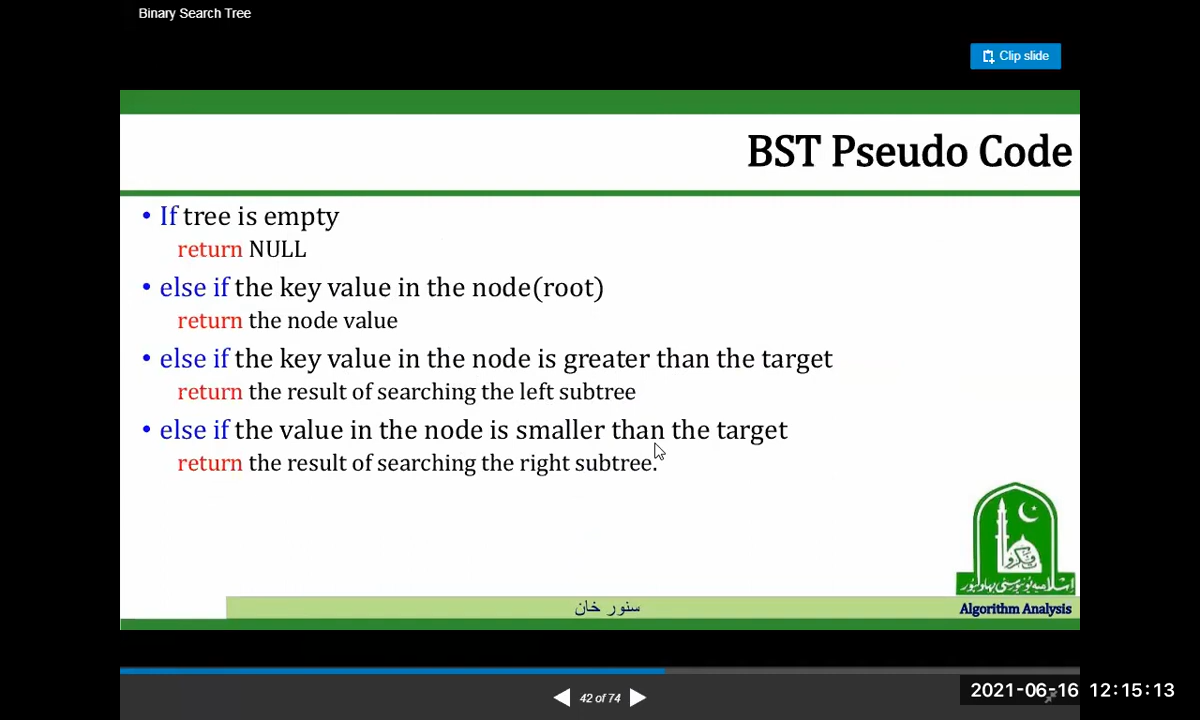 Binary Search Tree
Clip slide
BST Pseudo Code
• If tree is empty
return NULL
• else if the key value in the node(root)
return the node value
• else if the key value in the node is greater than the target
return the result of searching the left subtree
• else if the value in the node is smaller than the target
return the result of searching the right subtree.
سنور خان
Algorithm Analysis
42 of 74
2021-06-16 12:15:13